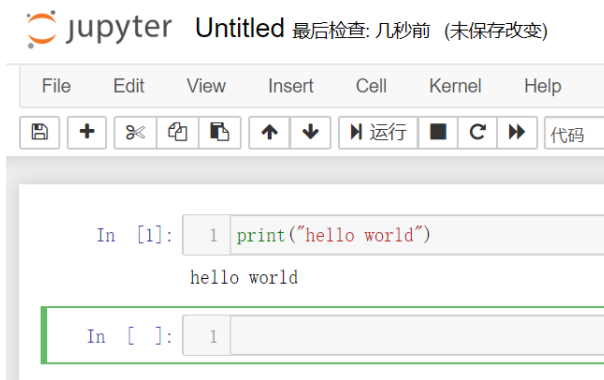 jupyter Untitled 最后检查: 几秒前 (未保存改变)
File Edit View Insert Cell Kernel Help
运行 代码
In [1]: 1 print("hello world")
hello world
In [ ]: 1